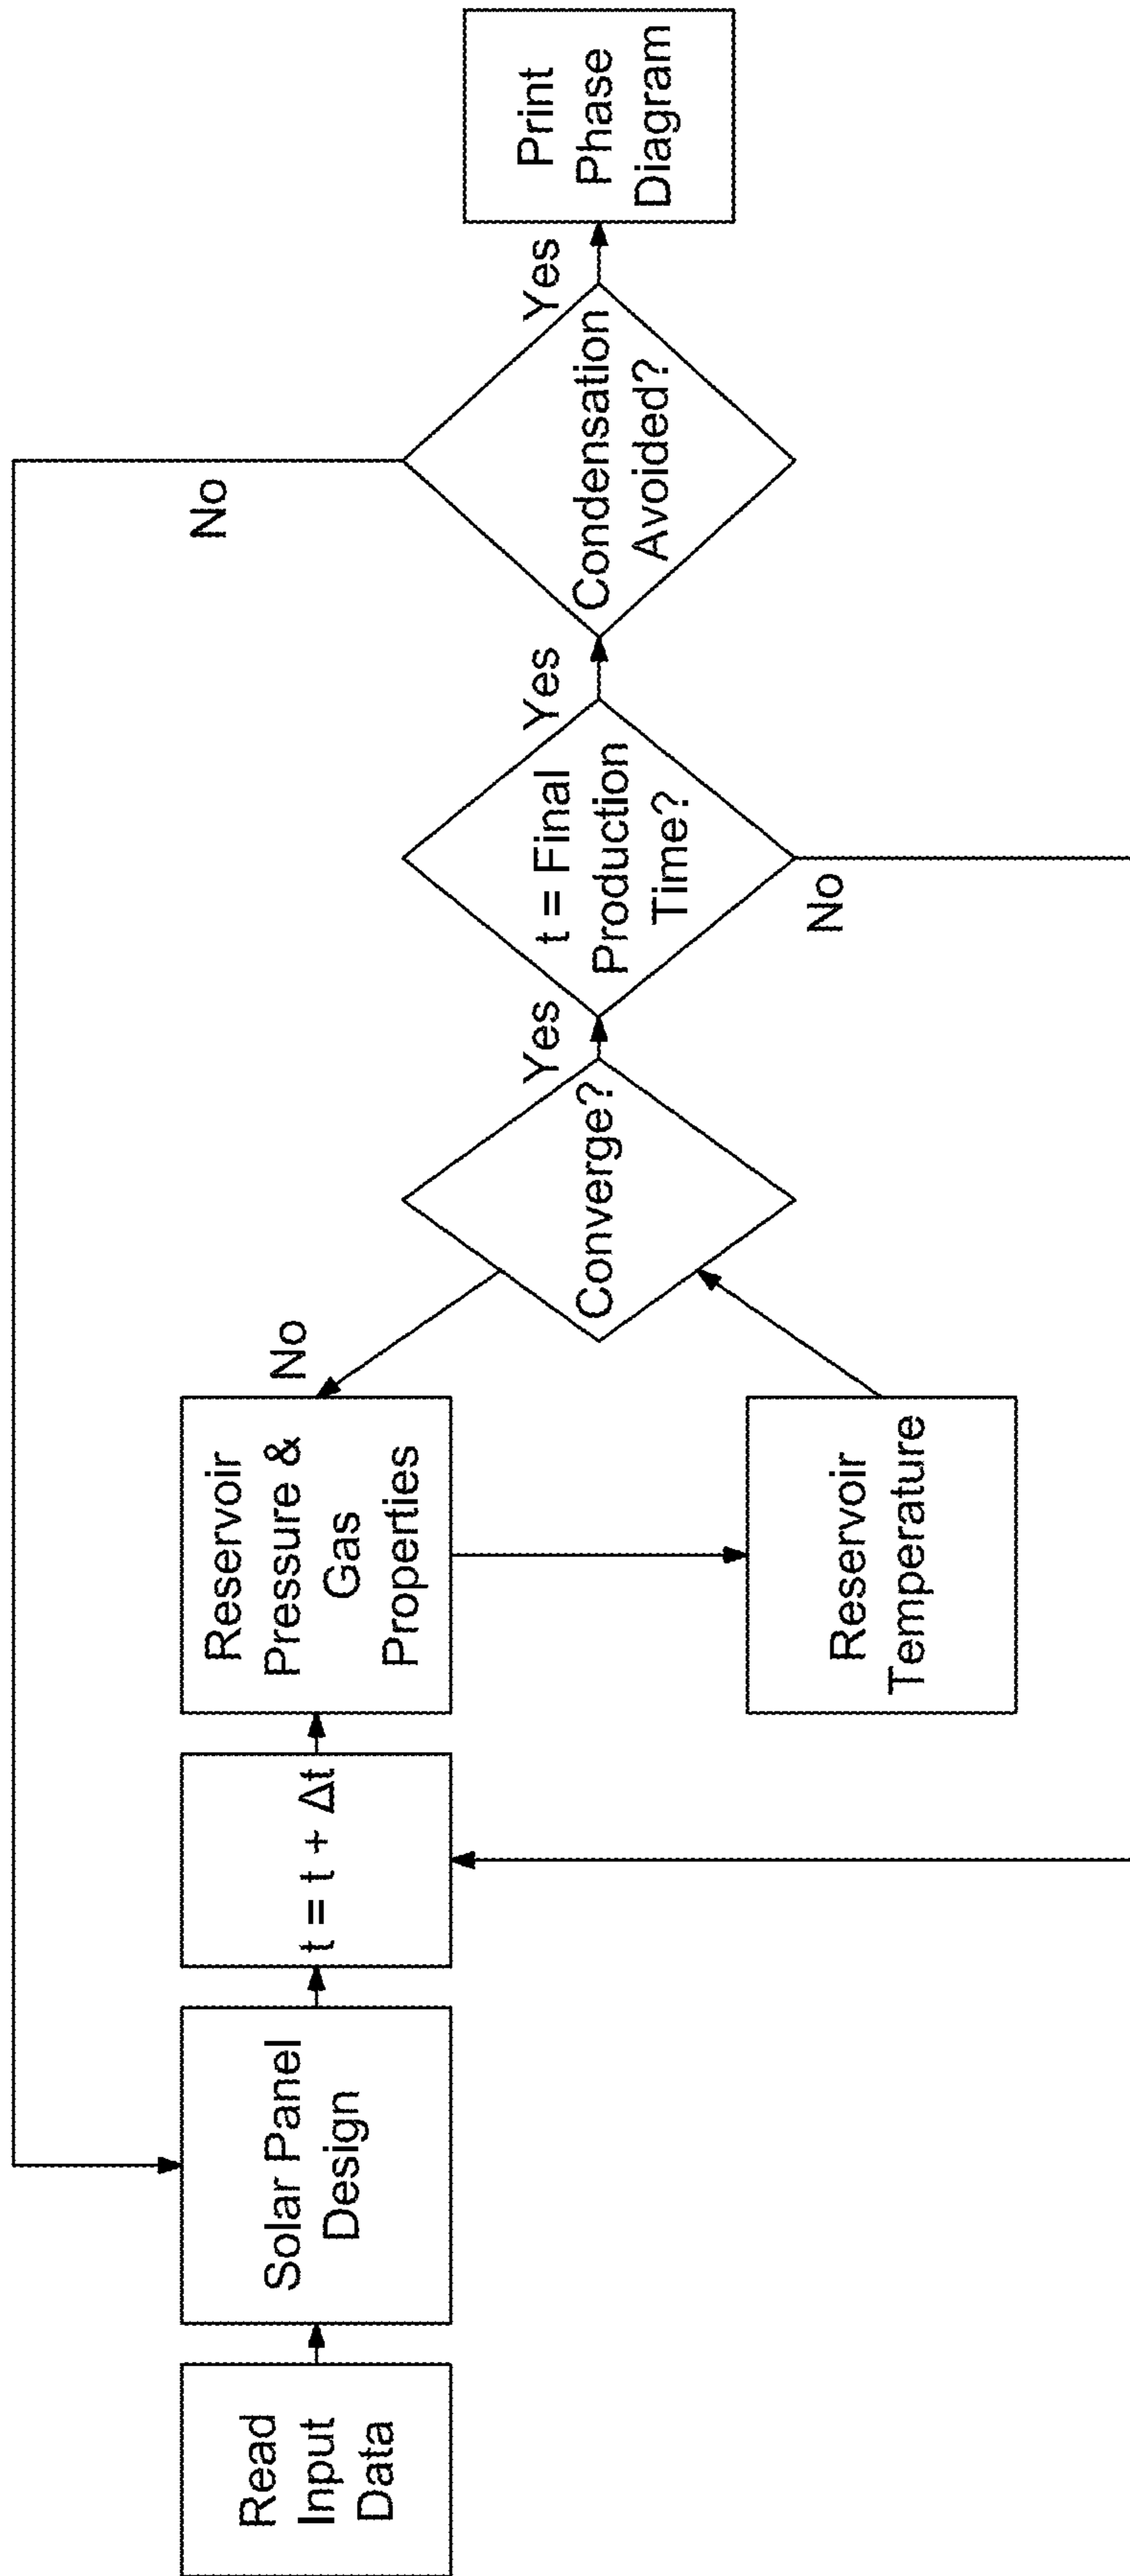 Read
Input
Data
Solar Panel
Design
t = t + Δt
Reservoir
Pressure &
Gas
Properties
Reservoir
Temperature
No
Converge?
Yes
t = Final
Production
Time?
No
Yes
Condensation
Avoided?
No
Yes
Print
Phase
Diagram